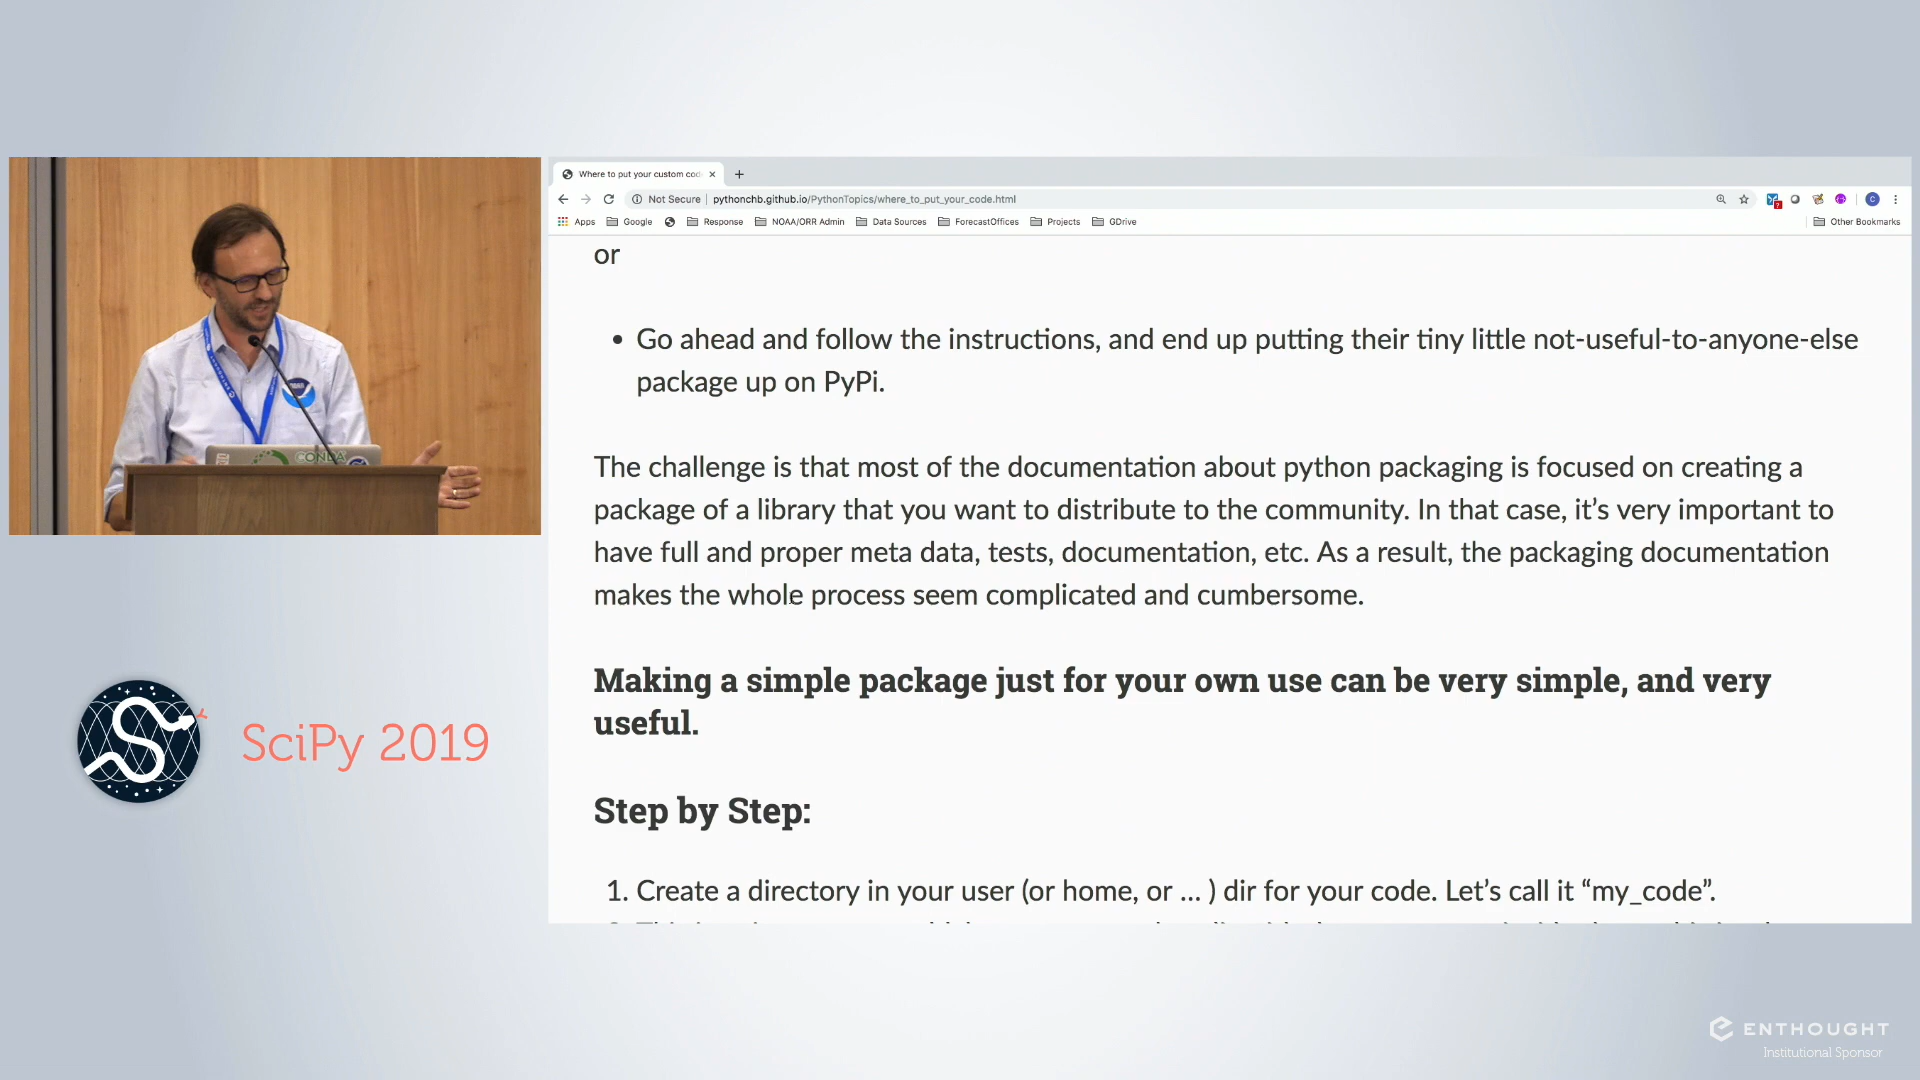 Where to put your custom cod
Not Secure
pythonchb.github.io/PythonTopics/where_to_put_your_code.html
Apps
Google
Response
NOAA/ORR Admin
Data Sources
ForecastOffices
Projects
GDrive
Other Bookmarks
or
• Go ahead and follow the instructions, and end up putting their tiny little not-useful-to-anyone-else
package up on PyPi.
The challenge is that most of the documentation about python packaging is focused on creating a
package of a library that you want to distribute to the community. In that case, it’s very important to
have full and proper meta data, tests, documentation, etc. As a result, the packaging documentation
makes the whole process seem complicated and cumbersome.
Making a simple package just for your own use can be very simple, and very
useful.
Step by Step:
1. Create a directory in your user (or home, or … ) dir for your code. Let’s call it “my_code”.
CONDA
SciPy 2019
ENTHOUGHT
Institutional Sponsor